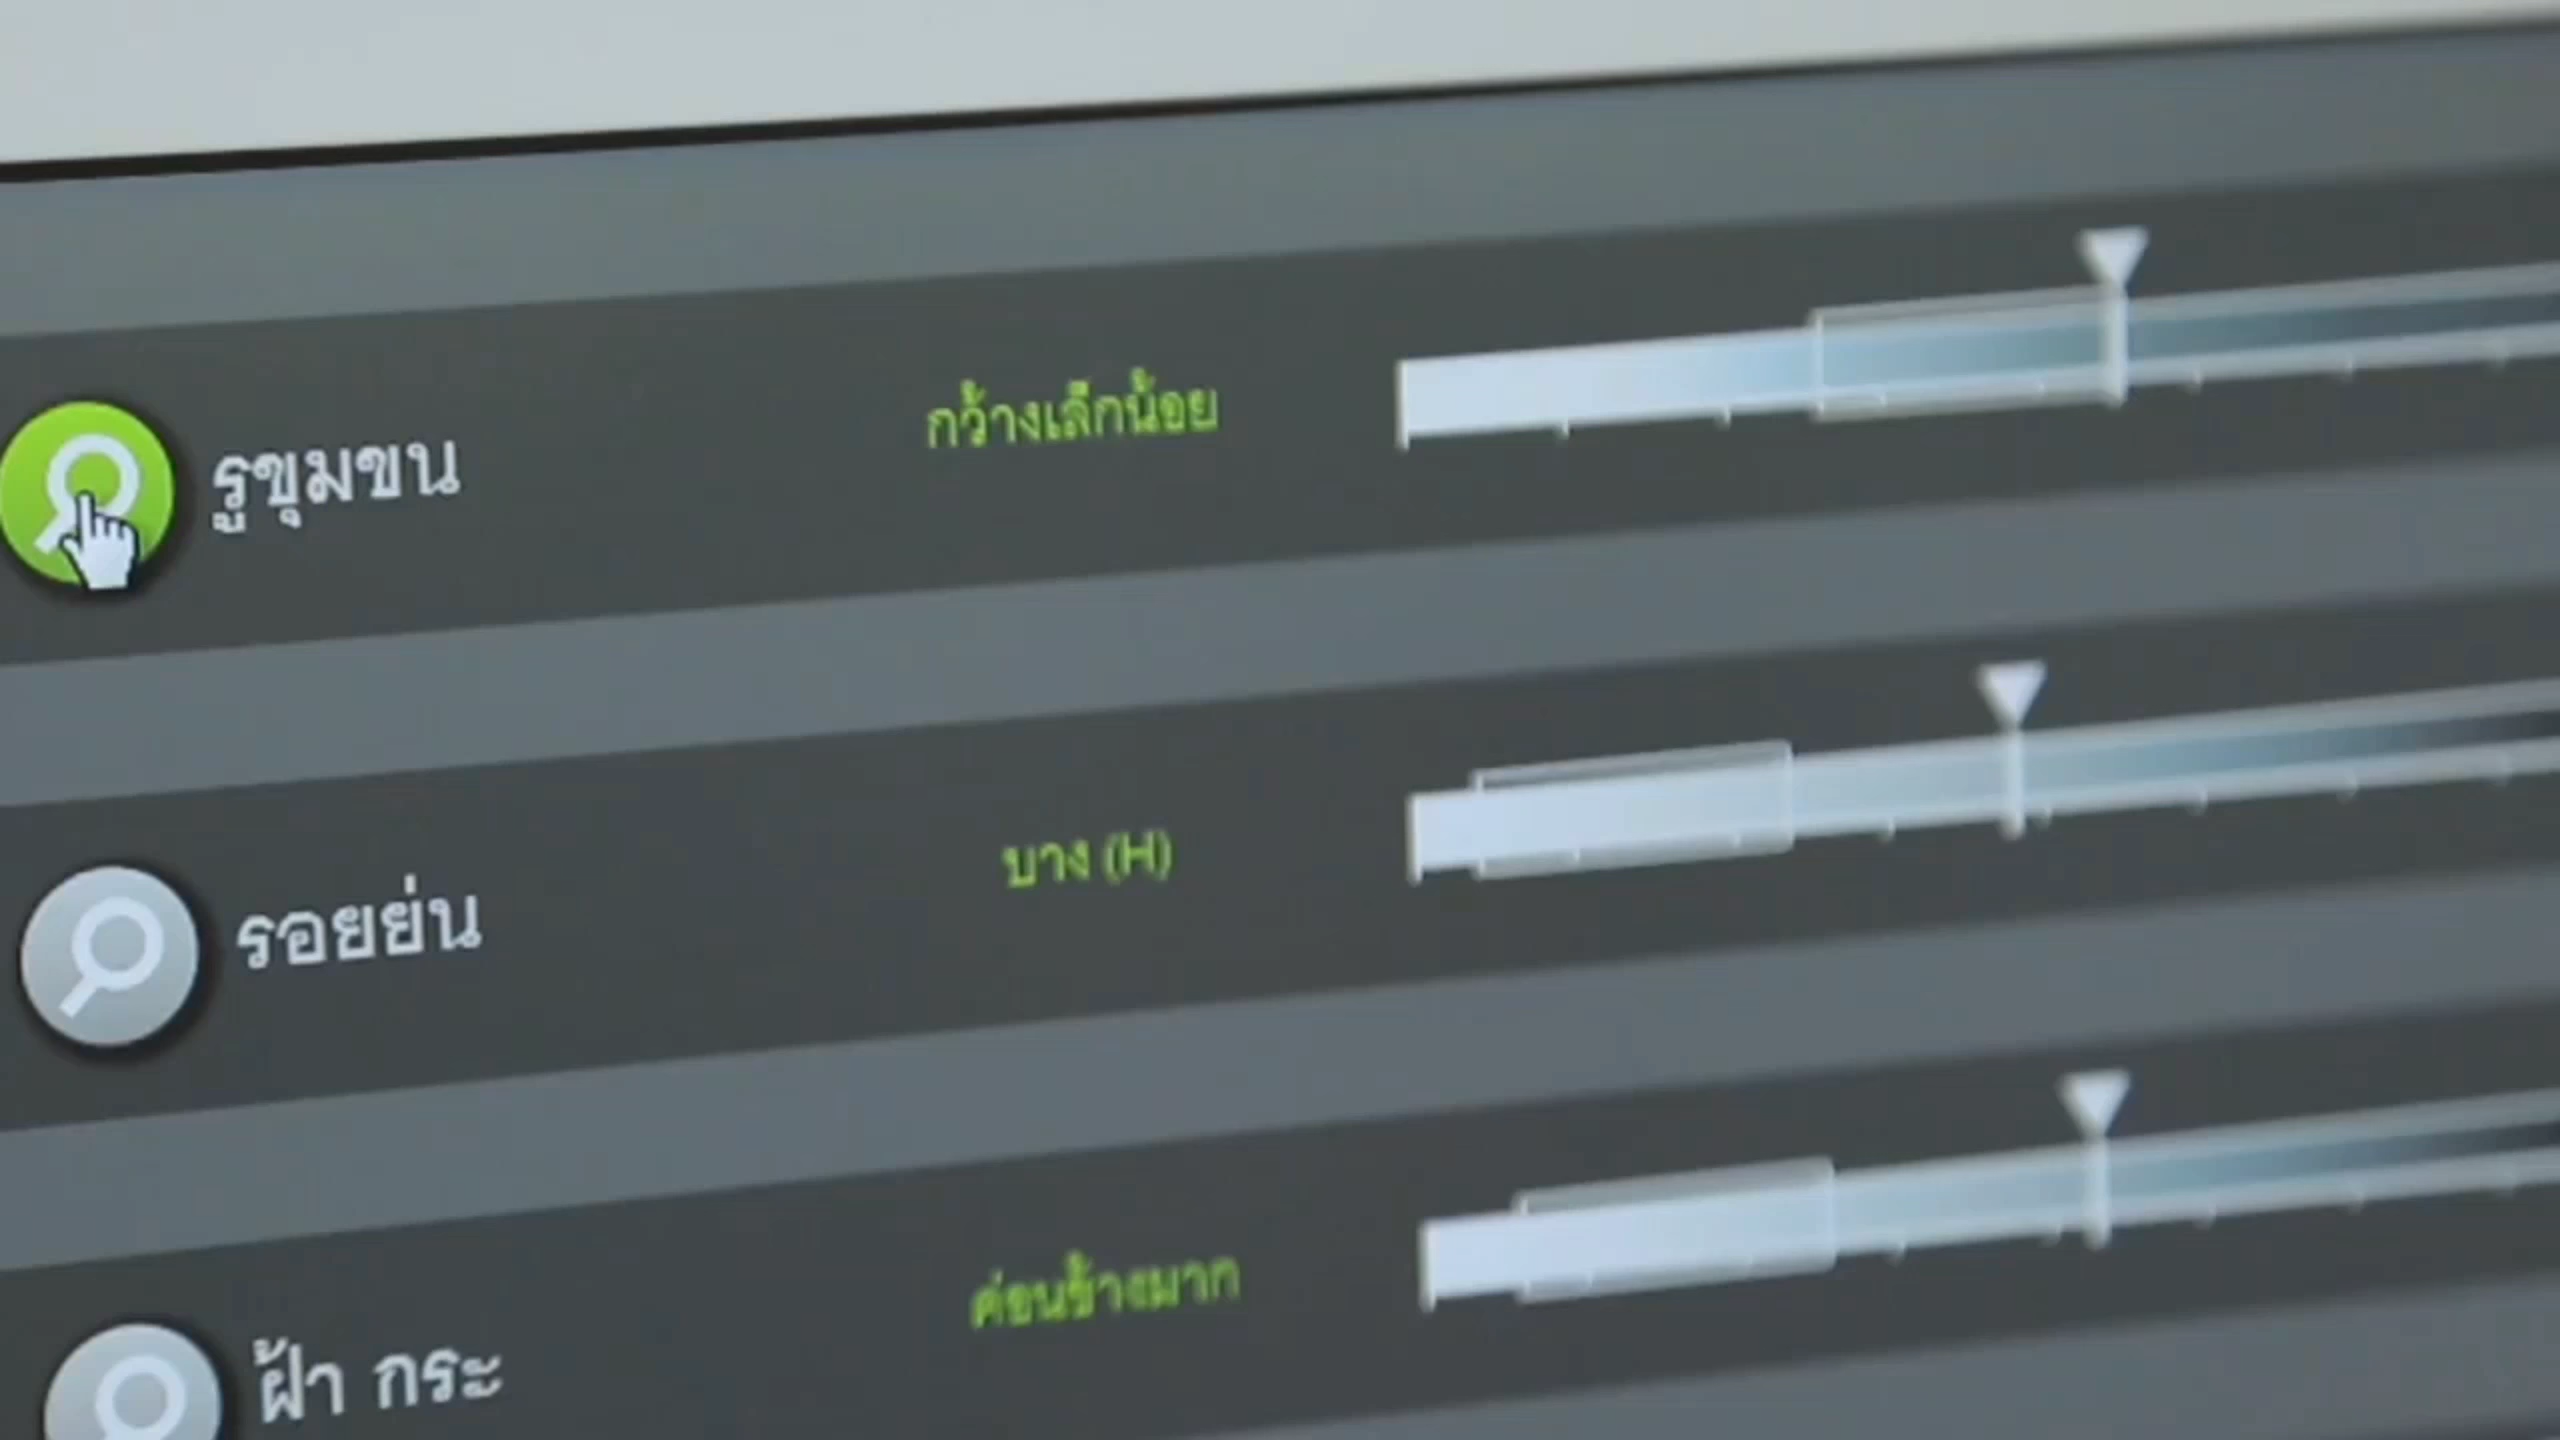 รูขุมขน กว้างเล็กน้อย
รอยย่น บาง (H)
ฝ้า กระ ค่อนข้างมาก